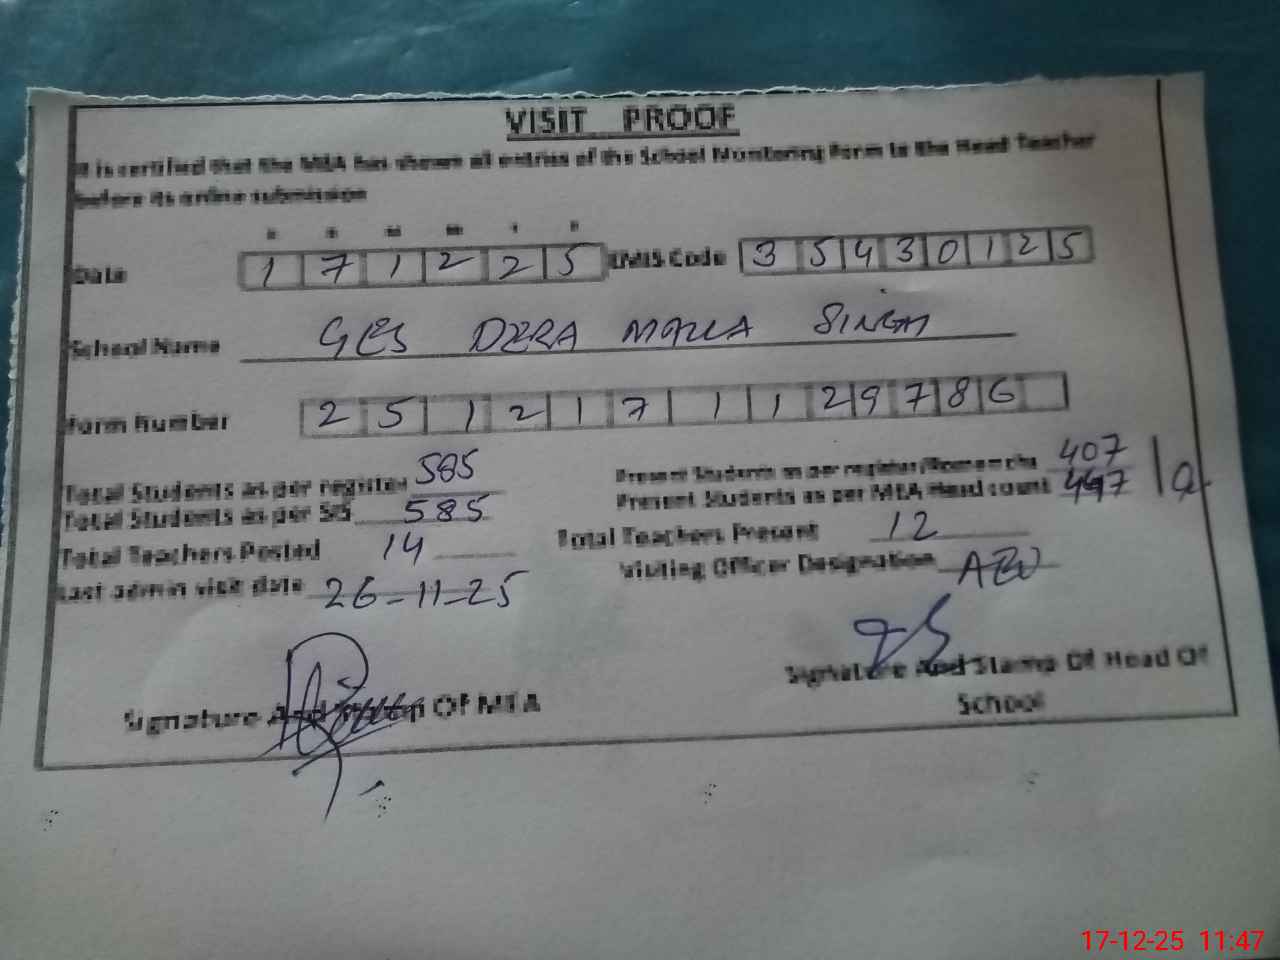 VISIT PROOF
It is certified that the MEA has shown all entries of the School Monitoring Form to the Head Teacher
before its online submission
Date 1 7 1 2 2 5 EMIS Code 3 5 4 3 0 1 2 5
School Name GES DERA MALLA SINGH
Form Number 2 5 1 2 1 7 1 1 2 9 7 8 6
Total Students as per register 585 Present Students as per register/Nomenclu 407
Total Students as per SIS 585 Present Students as per MEA Head count 497
Total Teachers Posted 14 Total Teachers Present 12
Last admin visit date 26-11-25 Visiting Officer Designation AEO
Signature And Stamp Of MEA Signature And Stamp Of Head Of
School
17-12-25 11:47